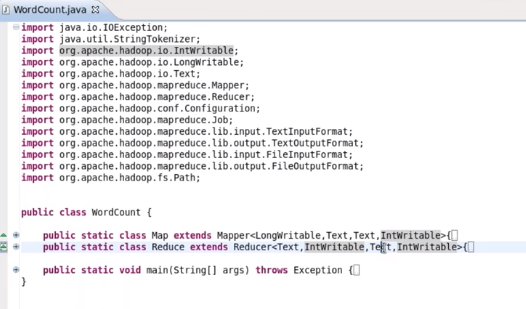 WordCount.java
import java.io.IOException;
import java.util.StringTokenizer;
import org.apache.hadoop.io.IntWritable;
import org.apache.hadoop.io.LongWritable;
import org.apache.hadoop.io.Text;
import org.apache.hadoop.mapreduce.Mapper;
import org.apache.hadoop.mapreduce.Reducer;
import org.apache.hadoop.conf.Configuration;
import org.apache.hadoop.mapreduce.Job;
import org.apache.hadoop.mapreduce.lib.input.TextInputFormat;
import org.apache.hadoop.mapreduce.lib.output.TextOutputFormat;
import org.apache.hadoop.mapreduce.lib.input.FileInputFormat;
import org.apache.hadoop.mapreduce.lib.output.FileOutputFormat;
import org.apache.hadoop.fs.Path;
public class WordCount {
public static class Map extends Mapper<LongWritable,Text,Text,IntWritable>{
public static class Reduce extends Reducer<Text,IntWritable,Text,IntWritable>{
public static void main(String[] args) throws Exception {
}